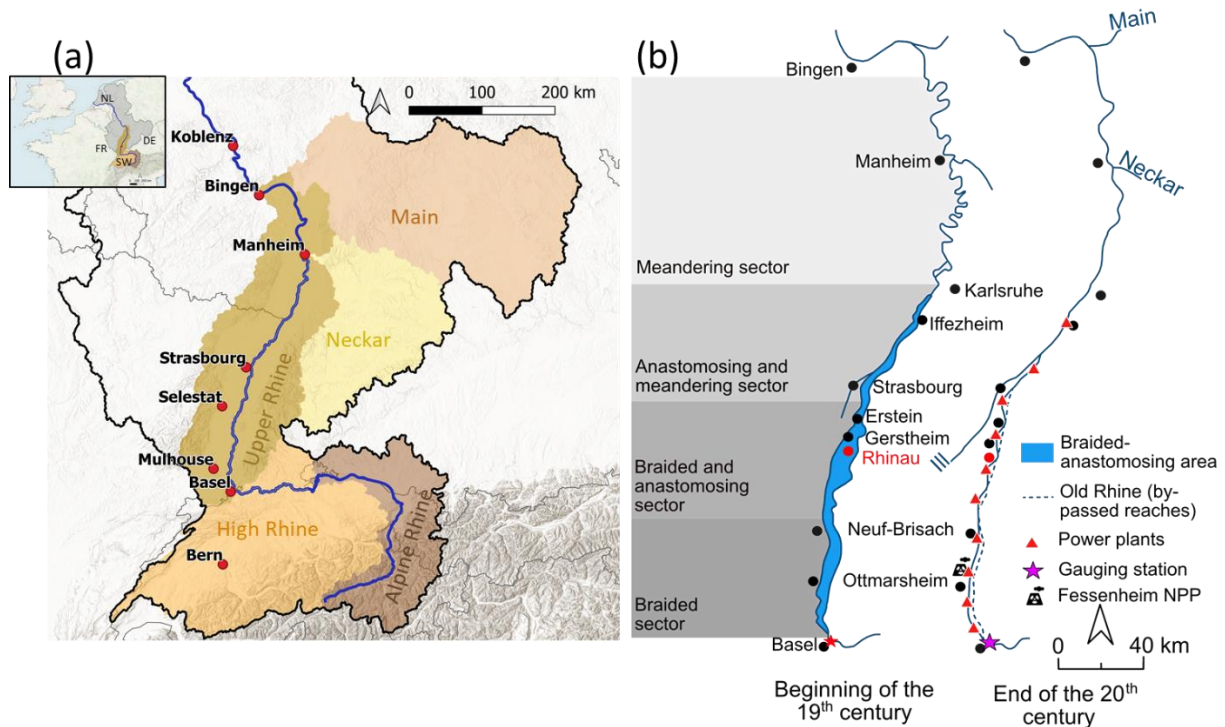 (a)
0 100 200 km
NL
FR
DE
SW
Koblenz
Bingen
Main
Manheim
Neckar
Strasbourg
Upper Rhine
Selestat
Mulhouse
Basel
High Rhine
Alpine Rhine
Bern
(b)
Main
Bingen
Manheim
Neckar
Meandering sector
Karlsruhe
Iffezheim
Anastomosing and
meandering sector
Strasbourg
Erstein
Gerstheim
Rhinau
Braided and
anastomosing
sector
Neuf-Brisach
Ottmarsheim
Braided
sector
Basel
Braided-
anastomosing area
Old Rhine (by-
passed reaches)
Power plants
Gauging station
Fessenheim NPP
0 40 km
Beginning of the
19th century
End of the 20th
century